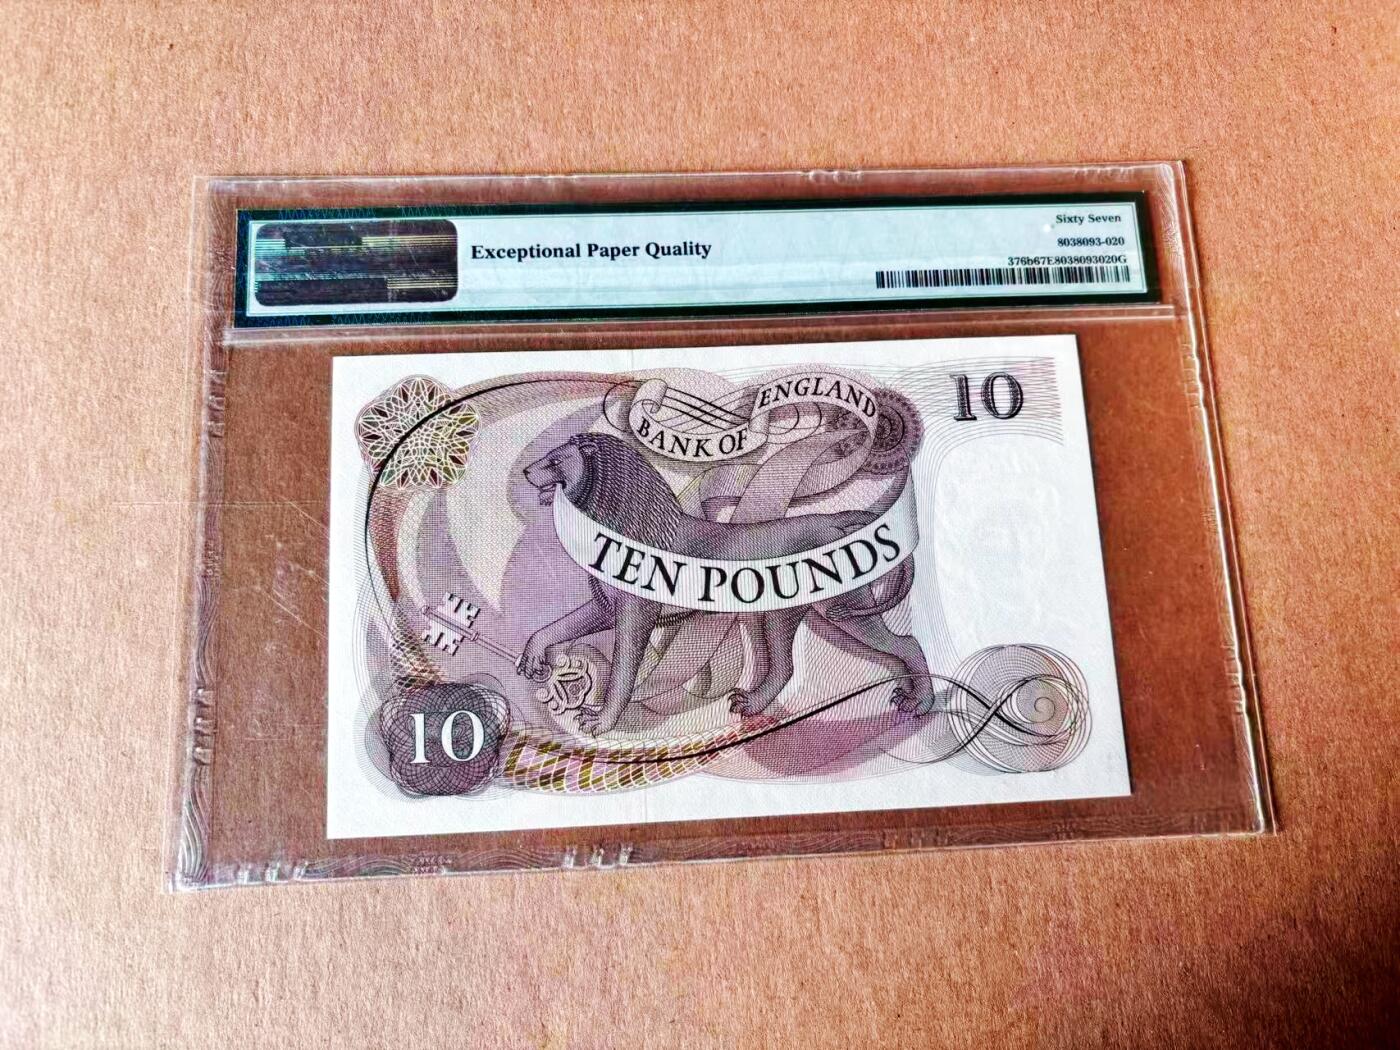 Exceptional Paper Quality
Sixty Seven
8038093-020
376b67E8038093020G
BANK OF ENGLAND
10
TEN POUNDS
10